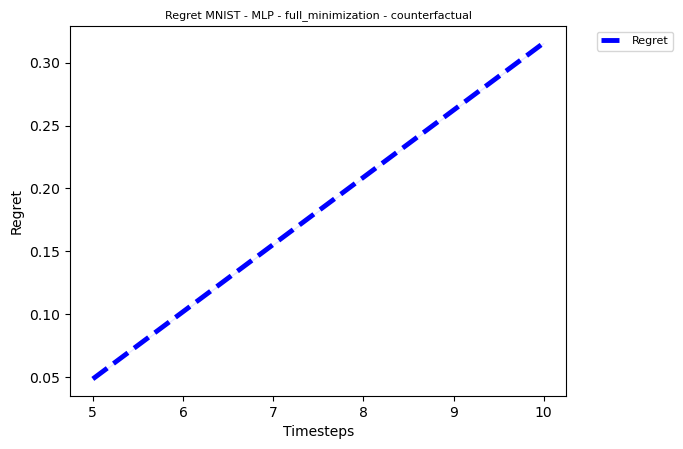 Regret MNIST - MLP - full_minimization - counterfactual
Regret
0.30
0.25
0.20
0.15
0.10
0.05
Regret
5 6 7 8 9 10
Timesteps